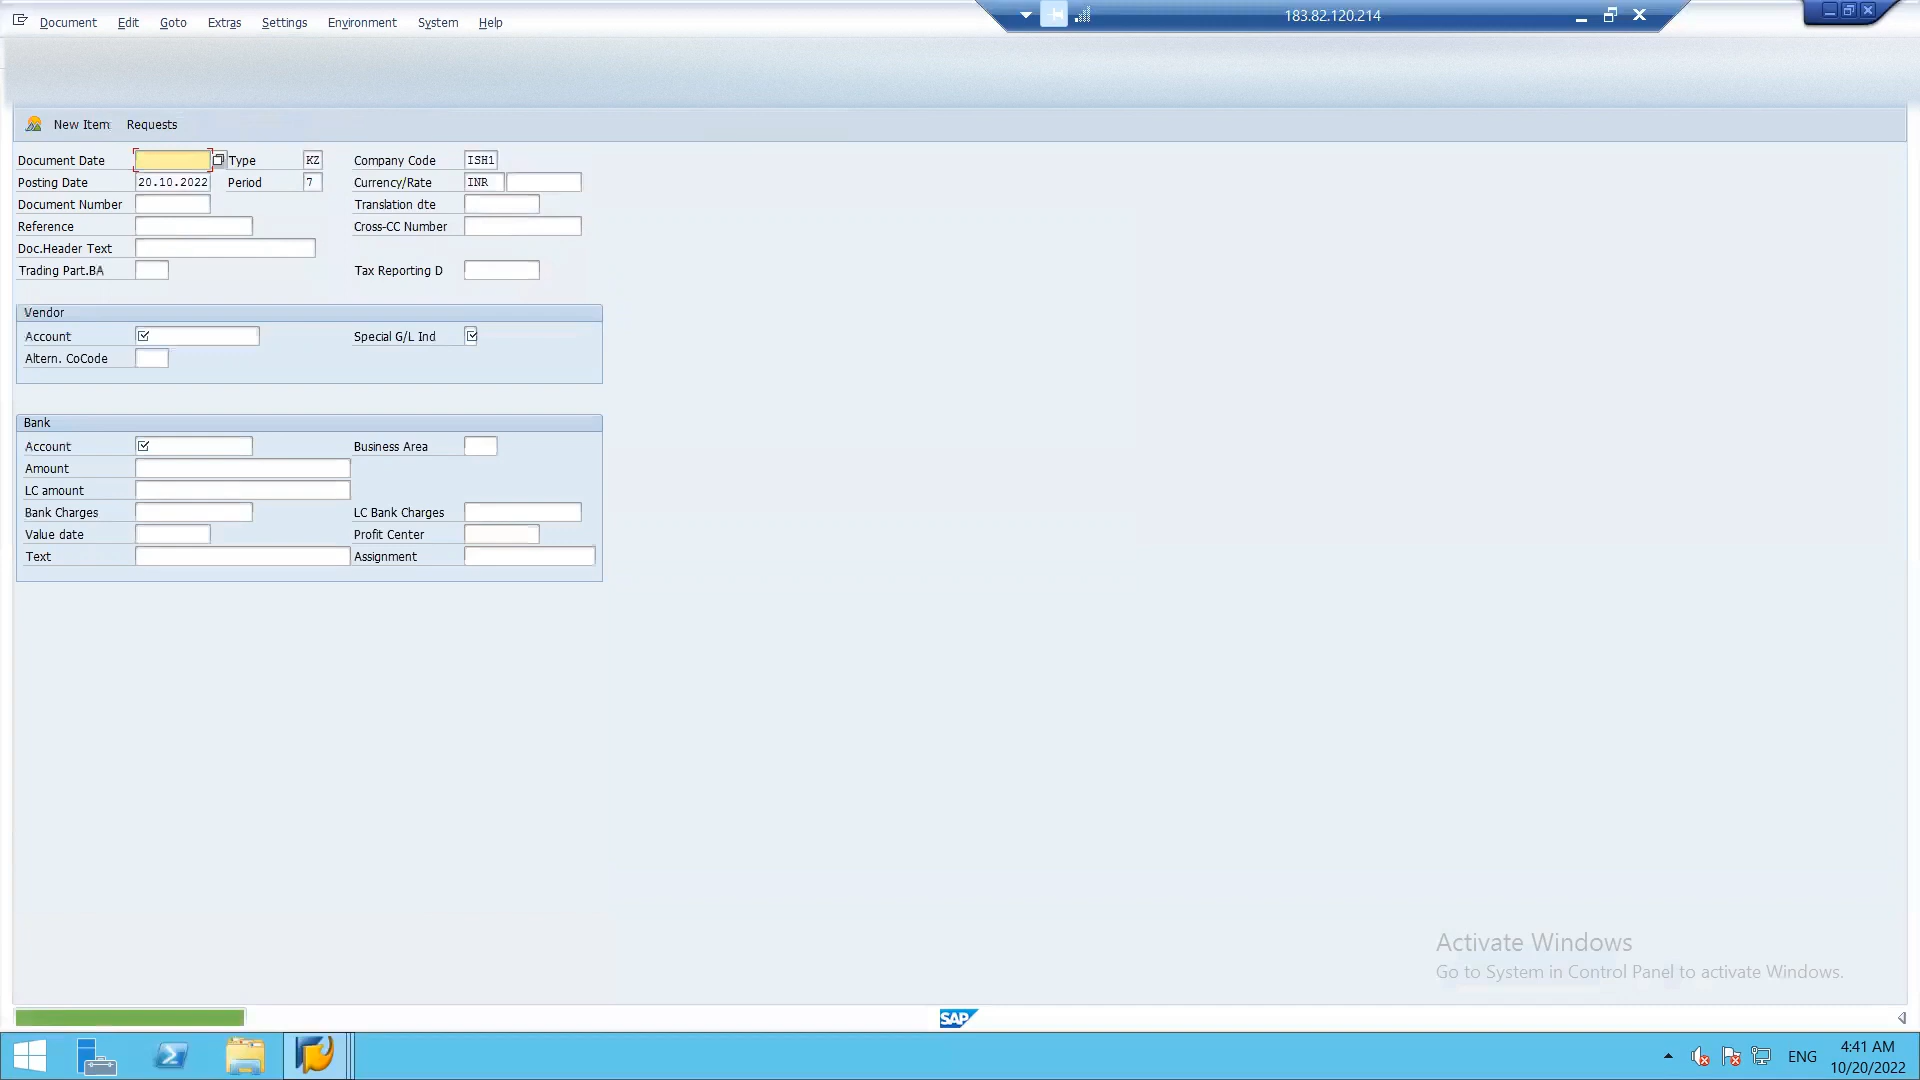 Document Edit Goto Extras Settings Environment System Help
183.82.120.214
New Item Requests
Document Date Type KZ Company Code ISH1
Posting Date 20.10.2022 Period 7 Currency/Rate INR
Document Number Translation dte
Reference Cross-CC Number
Doc.Header Text
Trading Part.BA Tax Reporting D
Vendor
Account Special G/L Ind
Altern. CoCode
Bank
Account Business Area
Amount
LC amount
Bank Charges LC Bank Charges
Value date Profit Center
Text Assignment
Activate Windows
Go to System in Control Panel to activate Windows.
SAP
ENG 4:41 AM
10/20/2022